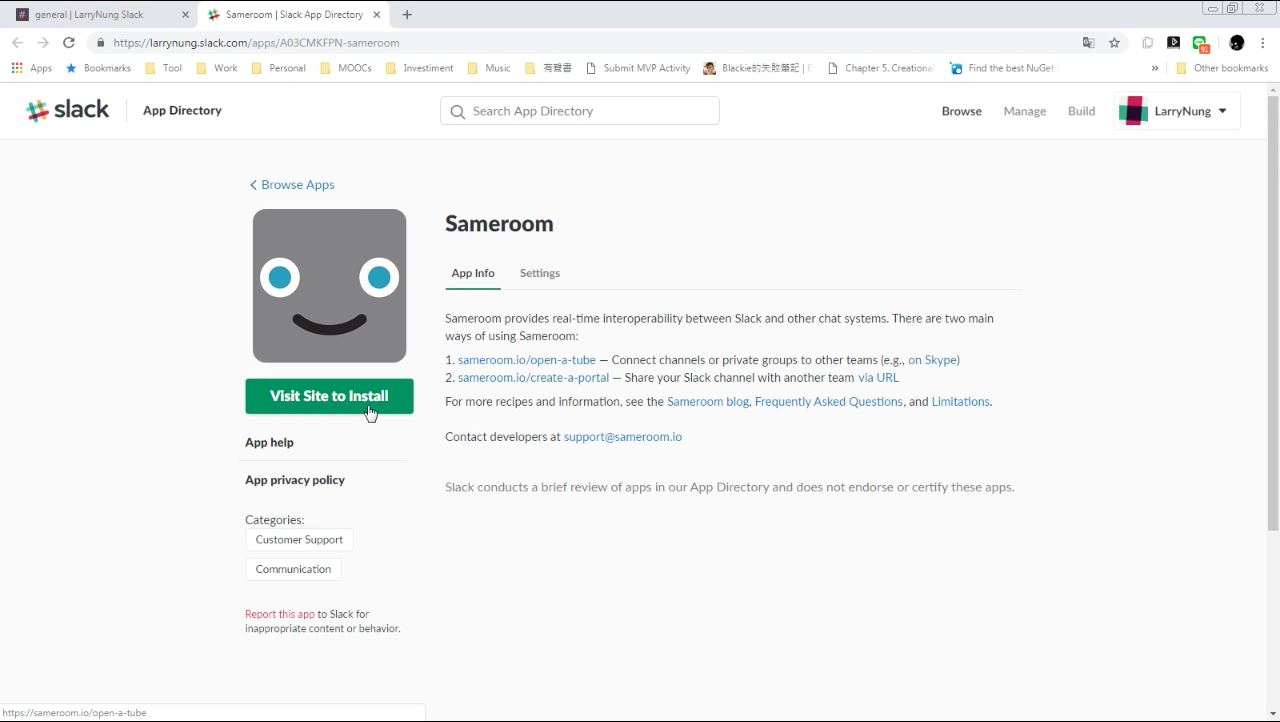 general | LarryNung Slack
Sameroom | Slack App Directory
https://larrynung.slack.com/apps/A03CMKFPN-sameroom
91
Apps
Bookmarks
Tool
Work
Personal
MOOCs
Investiment
Music
有聲書
Submit MVP Activity
Blackie的失敗筆記 |
Chapter 5. Creationa
Find the best NuGet
»
Other bookmarks
slack
App Directory
Search App Directory
Browse
Manage
Build
LarryNung
Browse Apps
Sameroom
App Info
Settings
Sameroom provides real-time interoperability between Slack and other chat systems. There are two main
ways of using Sameroom:
1. sameroom.io/open-a-tube — Connect channels or private groups to other teams (e.g., on Skype)
2. sameroom.io/create-a-portal — Share your Slack channel with another team via URL
For more recipes and information, see the Sameroom blog, Frequently Asked Questions, and Limitations.
Contact developers at support@sameroom.io
Slack conducts a brief review of apps in our App Directory and does not endorse or certify these apps.
Visit Site to Install
App help
App privacy policy
Categories:
Customer Support
Communication
Report this app to Slack for
inappropriate content or behavior.
https://sameroom.io/open-a-tube